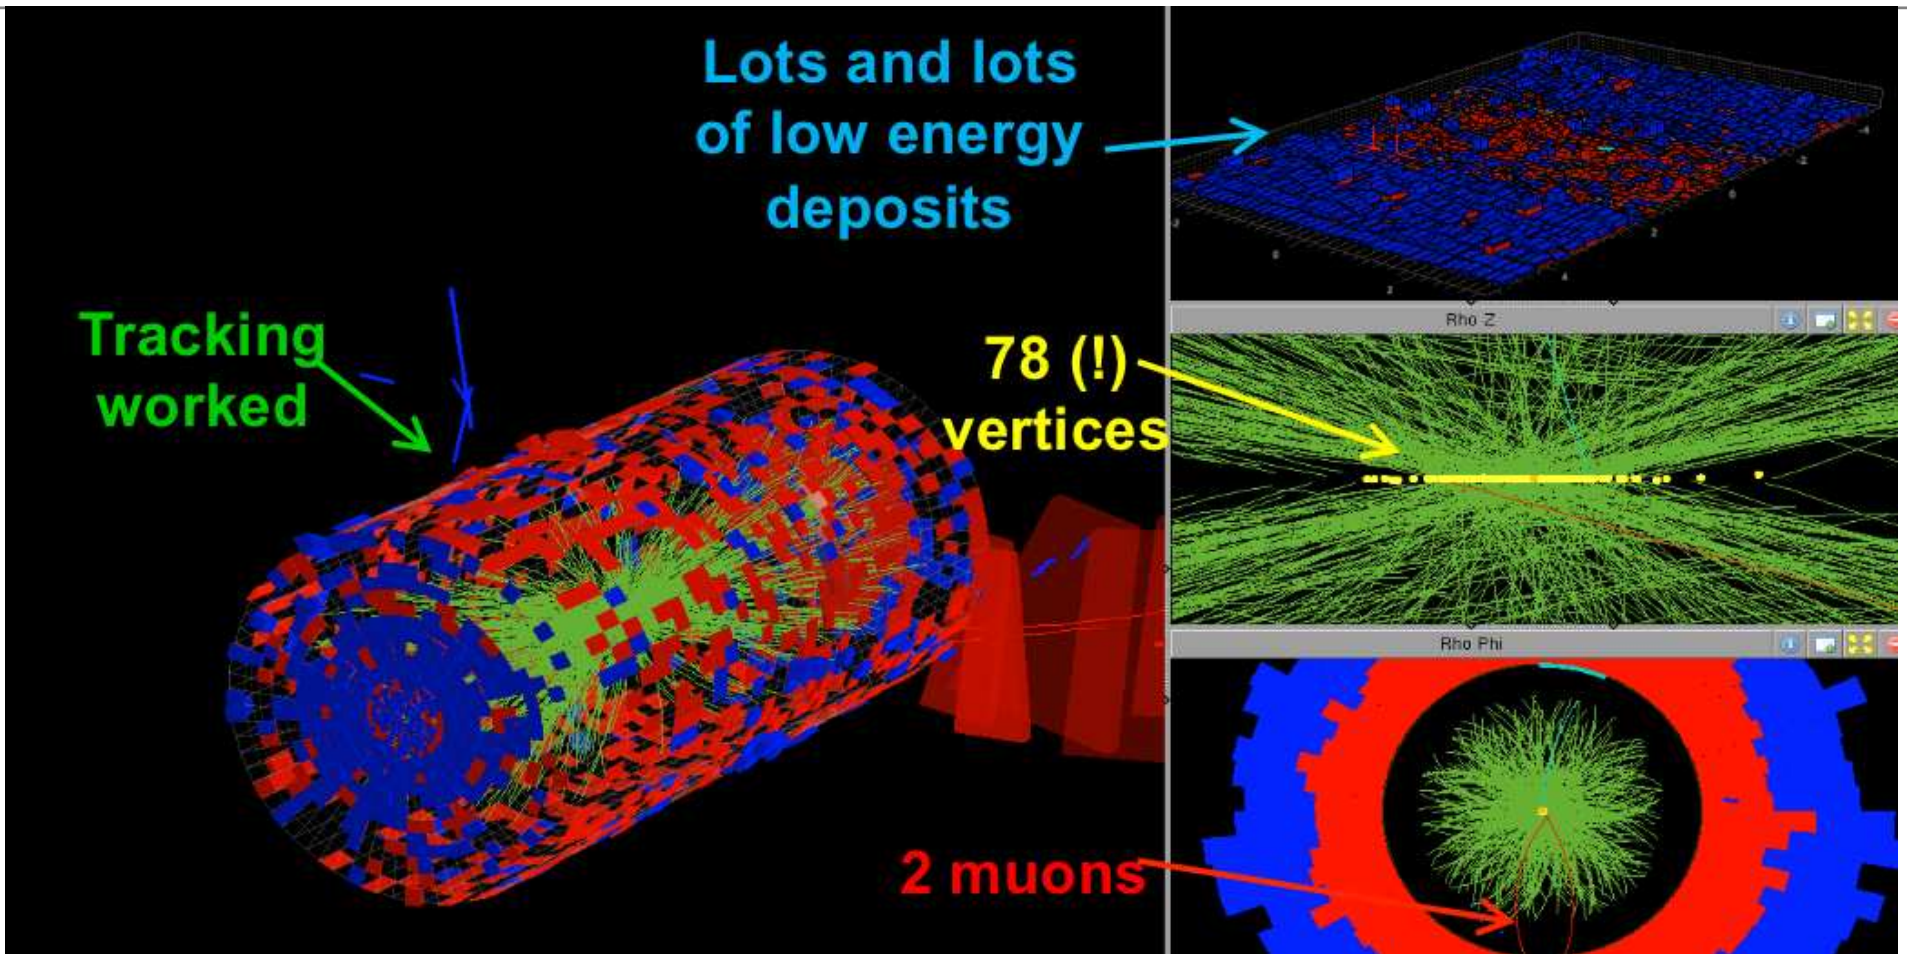 Lots and lots
of low energy
deposits
Tracking
worked
78 (!)
vertices
2 muons
Rho Z
Rho Phi